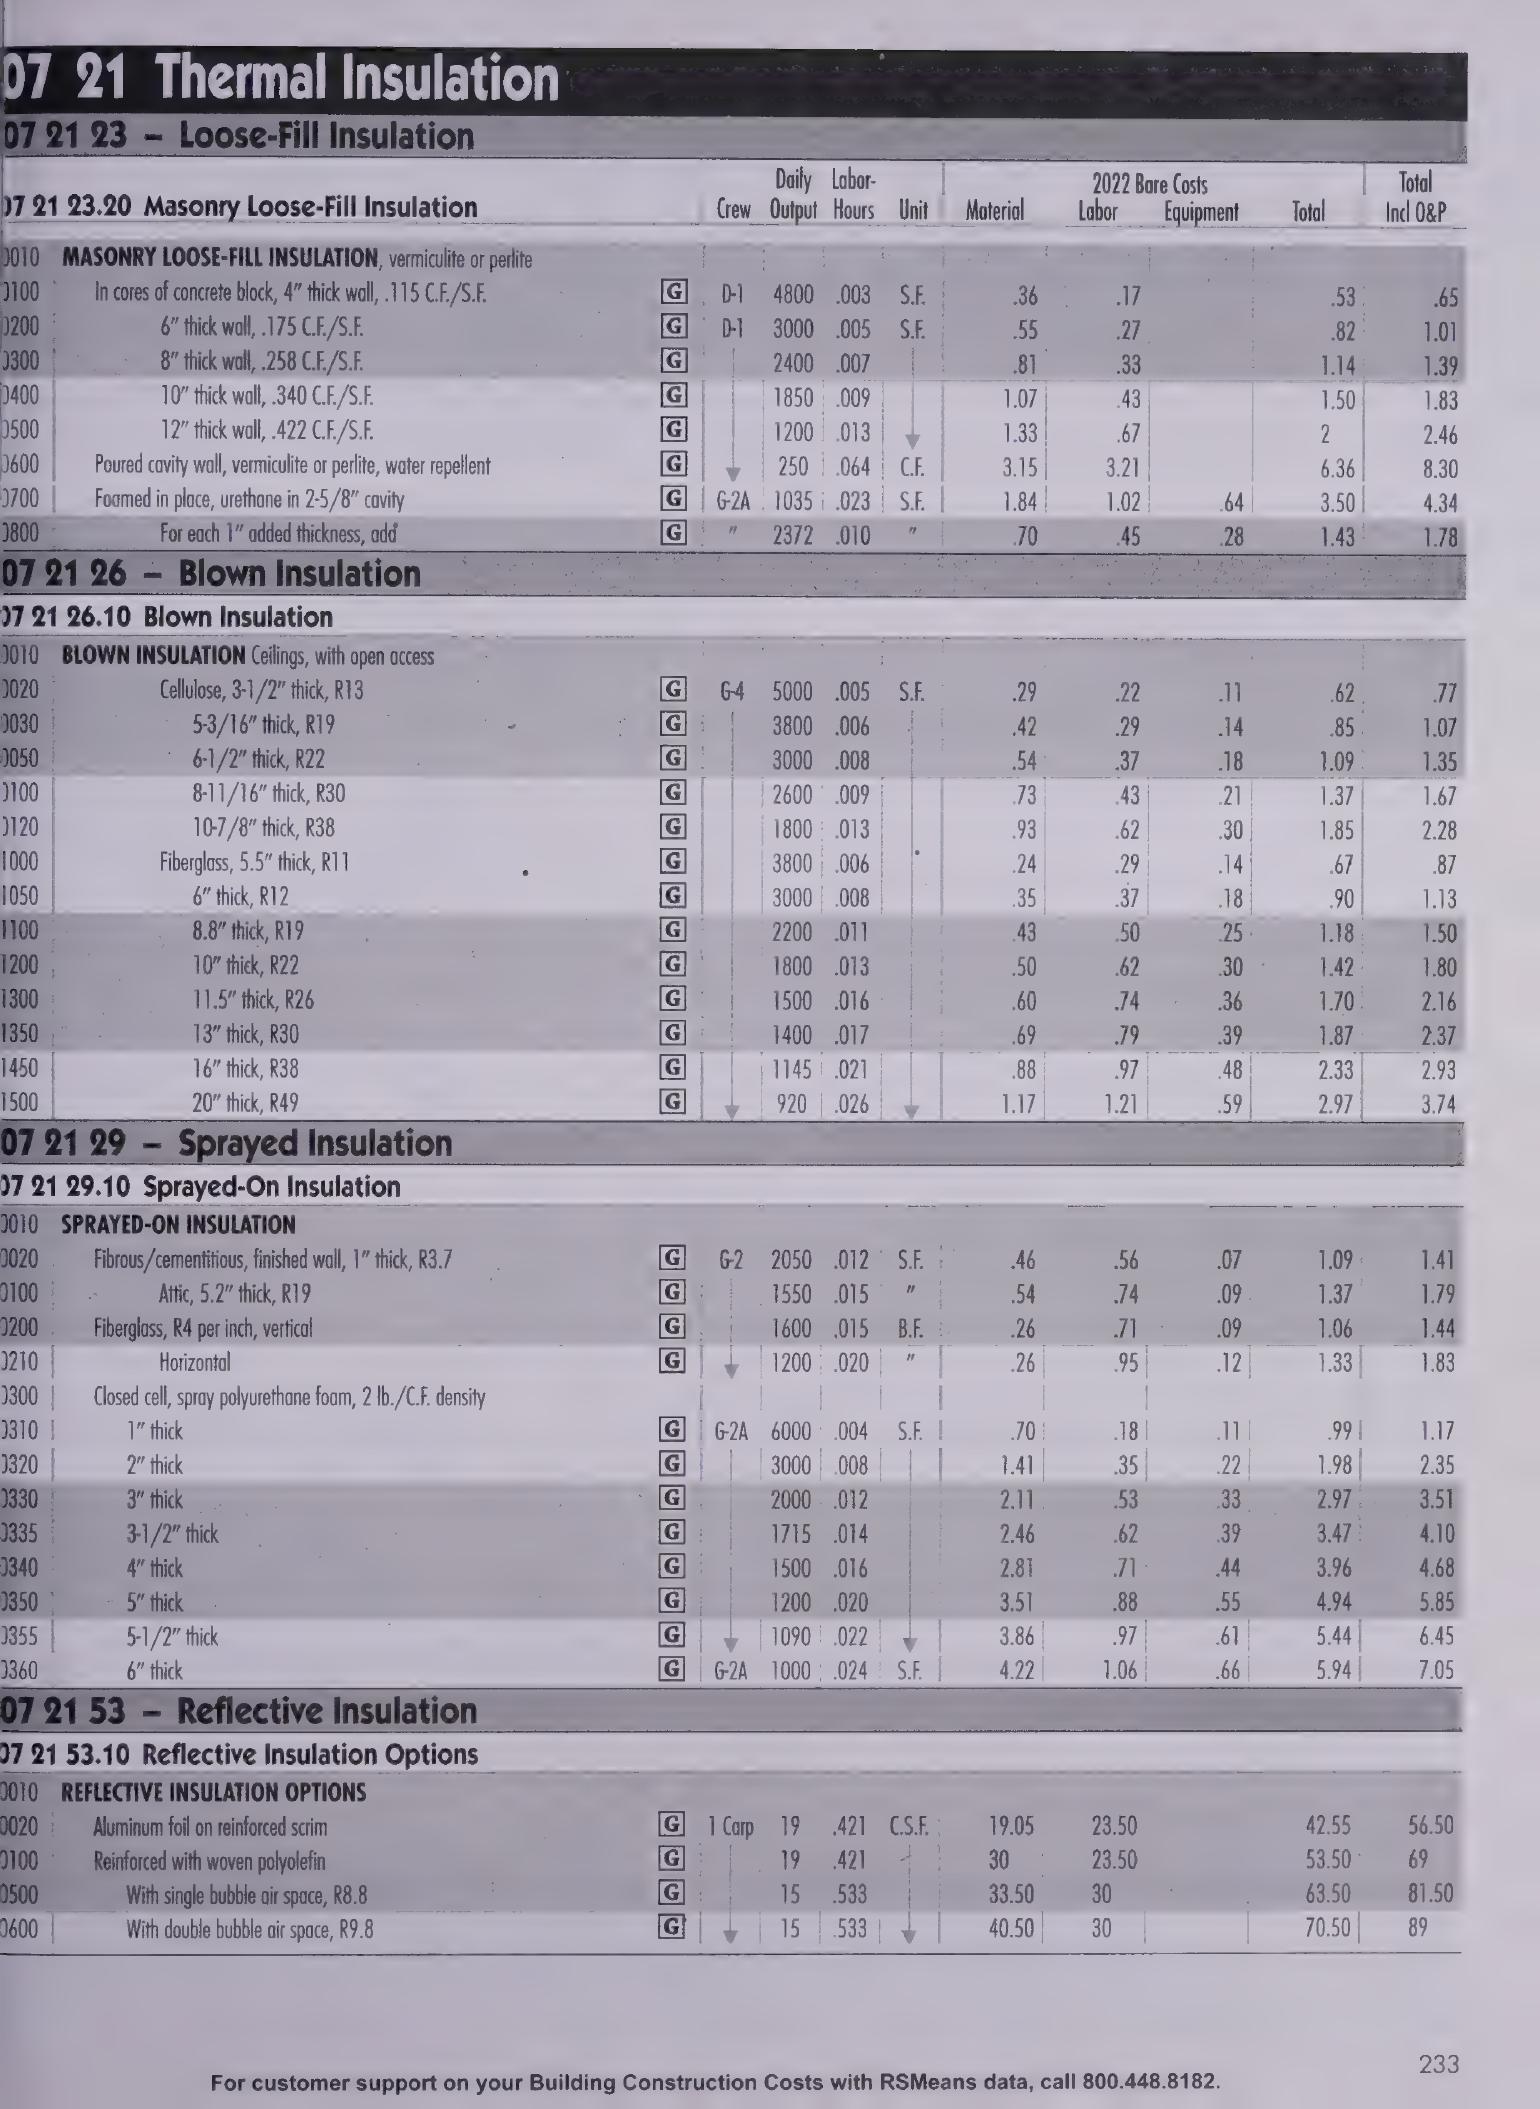 07 21 Thermal Insulation
07 21 23 – Loose-Fill Insulation
07 21 23.20 Masonry Loose-Fill Insulation Crew Daily Output Labor-Hours Unit Material 2022 Bare Costs Labor Equipment Total Total Incl O&P
0010 MASONRY LOOSE-FILL INSULATION, vermiculite or perlite
0100 In cores of concrete block, 4" thick wall, .115 C.F./S.F. G D-1 4800 .003 S.F. .36 .17 .53 .65
0200 6" thick wall, .175 C.F./S.F. G D-1 3000 .005 S.F. .55 .27 .82 1.01
0300 8" thick wall, .258 C.F./S.F. G 2400 .007 .81 .33 1.14 1.39
0400 10" thick wall, .340 C.F./S.F. G 1850 .009 1.07 .43 1.50 1.83
0500 12" thick wall, .422 C.F./S.F. G 1200 .013 1.33 .67 2 2.46
0600 Poured cavity wall, vermiculite or perlite, water repellent G 250 .064 C.F. 3.15 3.21 6.36 8.30
0700 Foamed in place, urethane in 2-5/8" cavity G G-2A 1035 .023 S.F. 1.84 1.02 .64 3.50 4.34
0800 For each 1" added thickness, add G " 2372 .010 " .70 .45 .28 1.43 1.78
07 21 26 – Blown Insulation
07 21 26.10 Blown Insulation
0010 BLOWN INSULATION Ceilings, with open access
0020 Cellulose, 3-1/2" thick, R13 G G-4 5000 .005 S.F. .29 .22 .11 .62 .77
0030 5-3/16" thick, R19 G 3800 .006 .42 .29 .14 .85 1.07
0050 6-1/2" thick, R22 G 3000 .008 .54 .37 .18 1.09 1.35
0100 8-11/16" thick, R30 G 2600 .009 .73 .43 .21 1.37 1.67
0120 10-7/8" thick, R38 G 1800 .013 .93 .62 .30 1.85 2.28
1000 Fiberglass, 5.5" thick, R11 G 3800 .006 .24 .29 .14 .67 .87
1050 6" thick, R12 G 3000 .008 .35 .37 .18 .90 1.13
1100 8.8" thick, R19 G 2200 .011 .43 .50 .25 1.18 1.50
1200 10" thick, R22 G 1800 .013 .50 .62 .30 1.42 1.80
1300 11.5" thick, R26 G 1500 .016 .60 .74 .36 1.70 2.16
1350 13" thick, R30 G 1400 .017 .69 .79 .39 1.87 2.37
1450 16" thick, R38 G 1145 .021 .88 .97 .48 2.33 2.93
1500 20" thick, R49 G 920 .026 1.17 1.21 .59 2.97 3.74
07 21 29 – Sprayed Insulation
07 21 29.10 Sprayed-On Insulation
0010 SPRAYED-ON INSULATION
0020 Fibrous/cementitious, finished wall, 1" thick, R3.7 G G-2 2050 .012 S.F. .46 .56 .07 1.09 1.41
0100 Attic, 5.2" thick, R19 G 1550 .015 " .54 .74 .09 1.37 1.79
0200 Fiberglass, R4 per inch, vertical G 1600 .015 B.F. .26 .71 .09 1.06 1.44
0210 Horizontal G 1200 .020 " .26 .95 .12 1.33 1.83
0300 Closed cell, spray polyurethane foam, 2 lb./C.F. density
0310 1" thick G G-2A 6000 .004 S.F. .70 .18 .11 .99 1.17
0320 2" thick G 3000 .008 1.41 .35 .22 1.98 2.35
0330 3" thick G 2000 .012 2.11 .53 .33 2.97 3.51
0335 3-1/2" thick G 1715 .014 2.46 .62 .39 3.47 4.10
0340 4" thick G 1500 .016 2.81 .71 .44 3.96 4.68
0350 5" thick G 1200 .020 3.51 .88 .55 4.94 5.85
0355 5-1/2" thick G 1090 .022 3.86 .97 .61 5.44 6.45
0360 6" thick G G-2A 1000 .024 S.F. 4.22 1.06 .66 5.94 7.05
07 21 53 – Reflective Insulation
07 21 53.10 Reflective Insulation Options
0010 REFLECTIVE INSULATION OPTIONS
0020 Aluminum foil on reinforced scrim G 1 Carp 19 .421 C.S.F. 19.05 23.50 42.55 56.50
0100 Reinforced with woven polyolefin G 19 .421 30 23.50 53.50 69
0500 With single bubble air space, R8.8 G 15 .533 33.50 30 63.50 81.50
0600 With double bubble air space, R9.8 G 15 .533 40.50 30 70.50 89
233
For customer support on your Building Construction Costs with RSMeans data, call 800.448.8182.